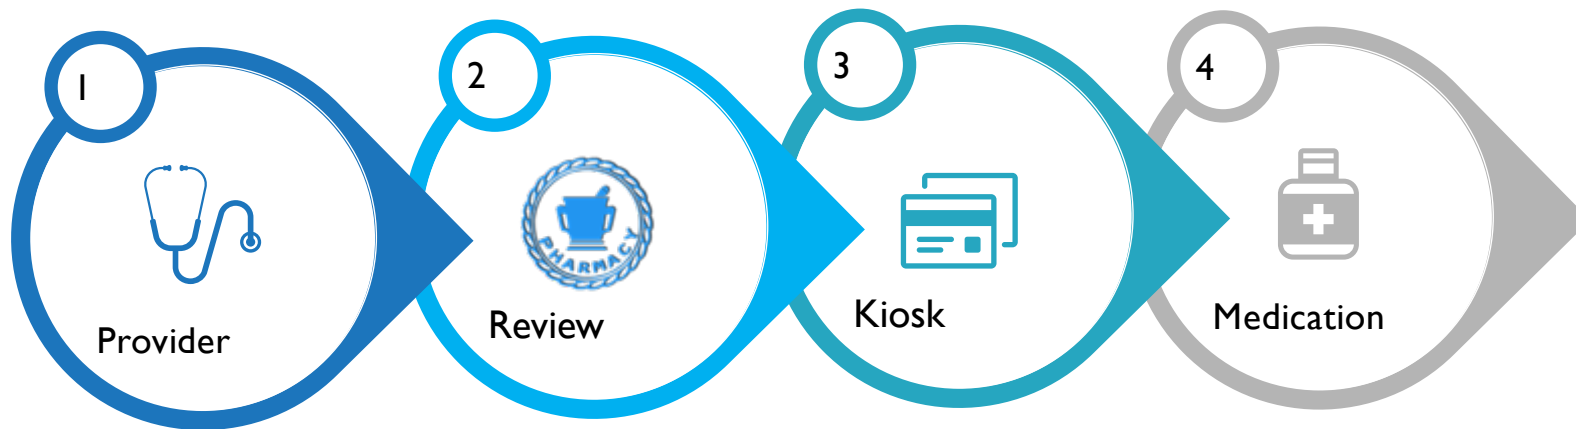 1
Provider
2
PHARMACY
Review
3
Kiosk
4
Medication